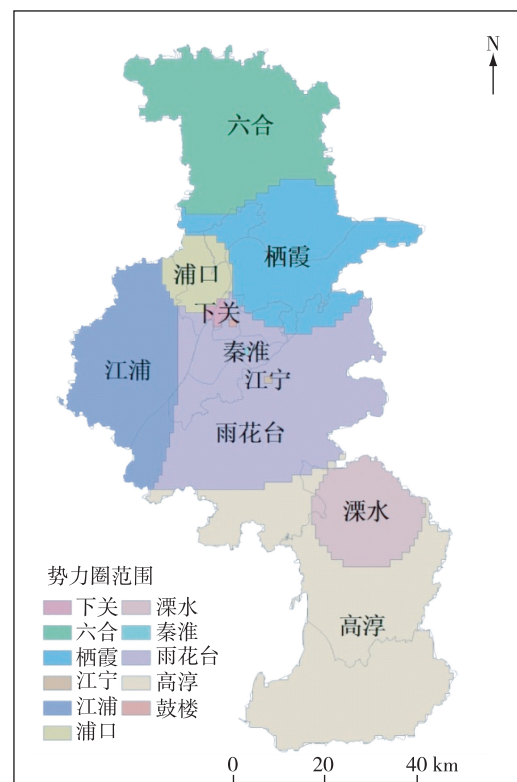 N
六合
栖霞
浦口
下关
秦淮
江浦
江宁
雨花台
溧水
高淳
势力圈范围
下关 溧水
六合 秦淮
栖霞 雨花台
江宁 高淳
江浦 鼓楼
浦口
0 20 40 km